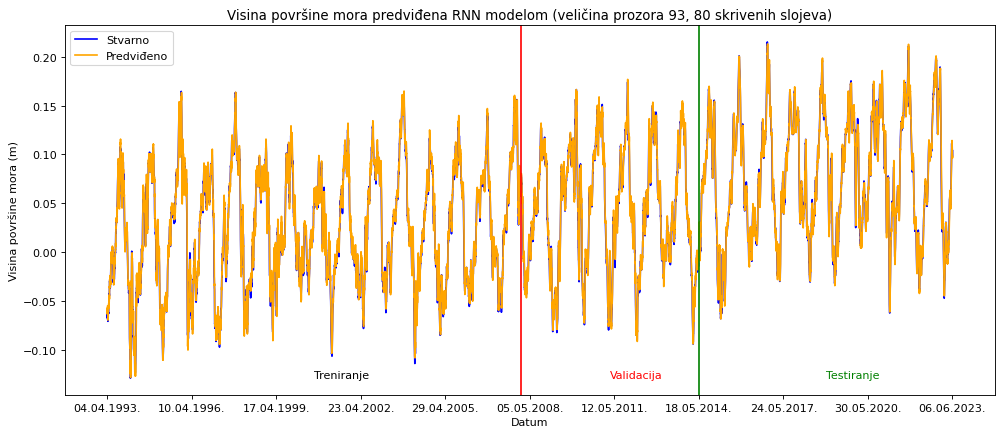 Visina površine mora predviđena RNN modelom (veličina prozora 93, 80 skrivenih slojeva)
Stvarno
Predviđeno
0.20
0.15
0.10
0.05
0.00
−0.05
−0.10
Visina površine mora (m)
Treniranje
Validacija
Testiranje
04.04.1993.
10.04.1996.
17.04.1999.
23.04.2002.
29.04.2005.
05.05.2008.
12.05.2011.
18.05.2014.
24.05.2017.
30.05.2020.
06.06.2023.
Datum